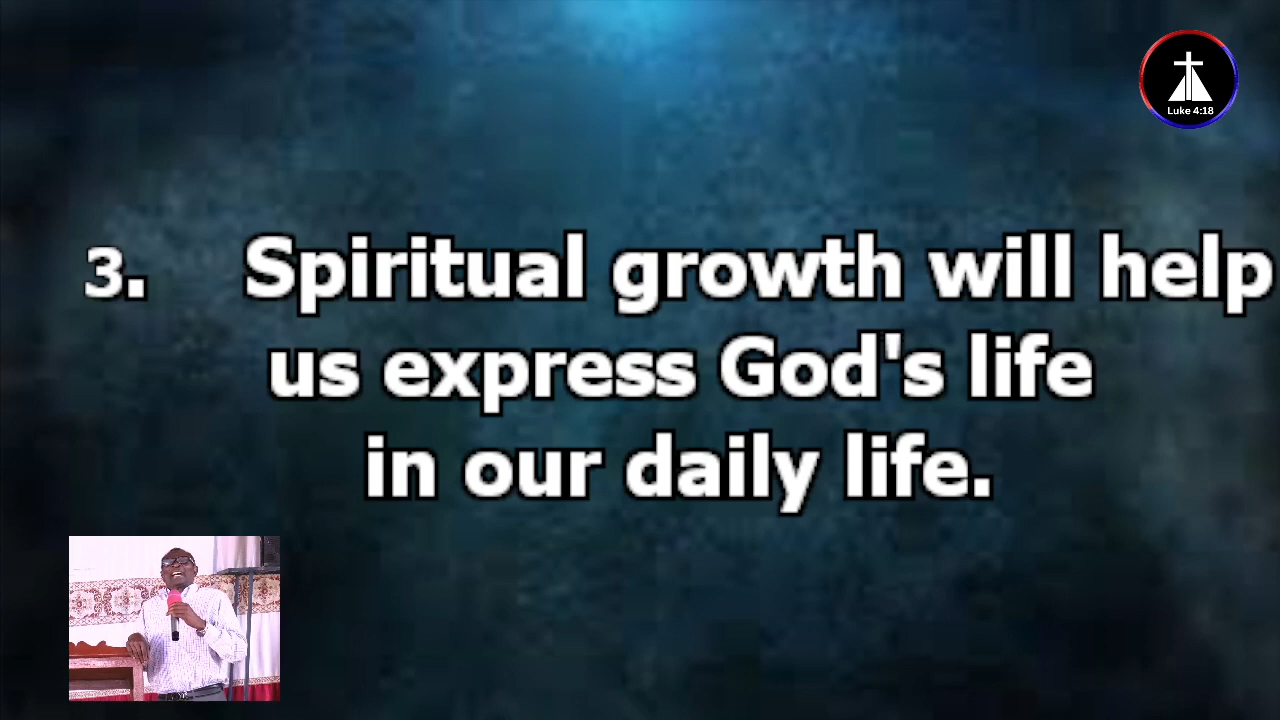 Luke 4:18
3. Spiritual growth will help
us express God's life
in our daily life.